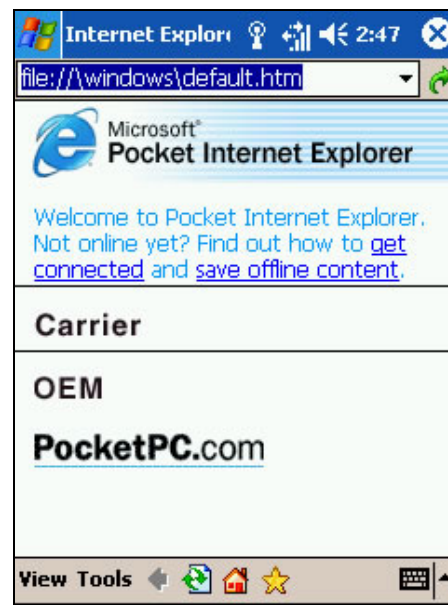 Internet Explor 2:47
file://\windows\default.htm
Microsoft®
Pocket Internet Explorer
Welcome to Pocket Internet Explorer.
Not online yet? Find out how to get
connected and save offline content.
Carrier
OEM
PocketPC.com
View Tools